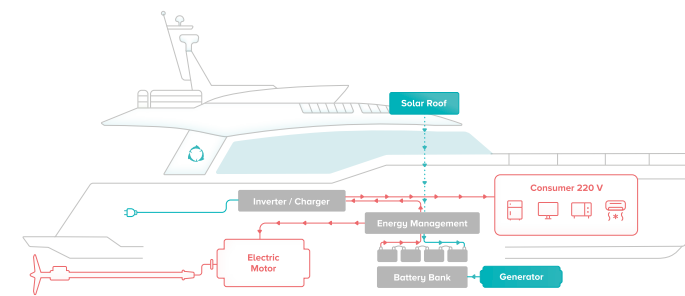 Solar Roof
Consumer 220 V
Inverter / Charger
Energy Management
Electric
Motor
Battery Bank
Generator